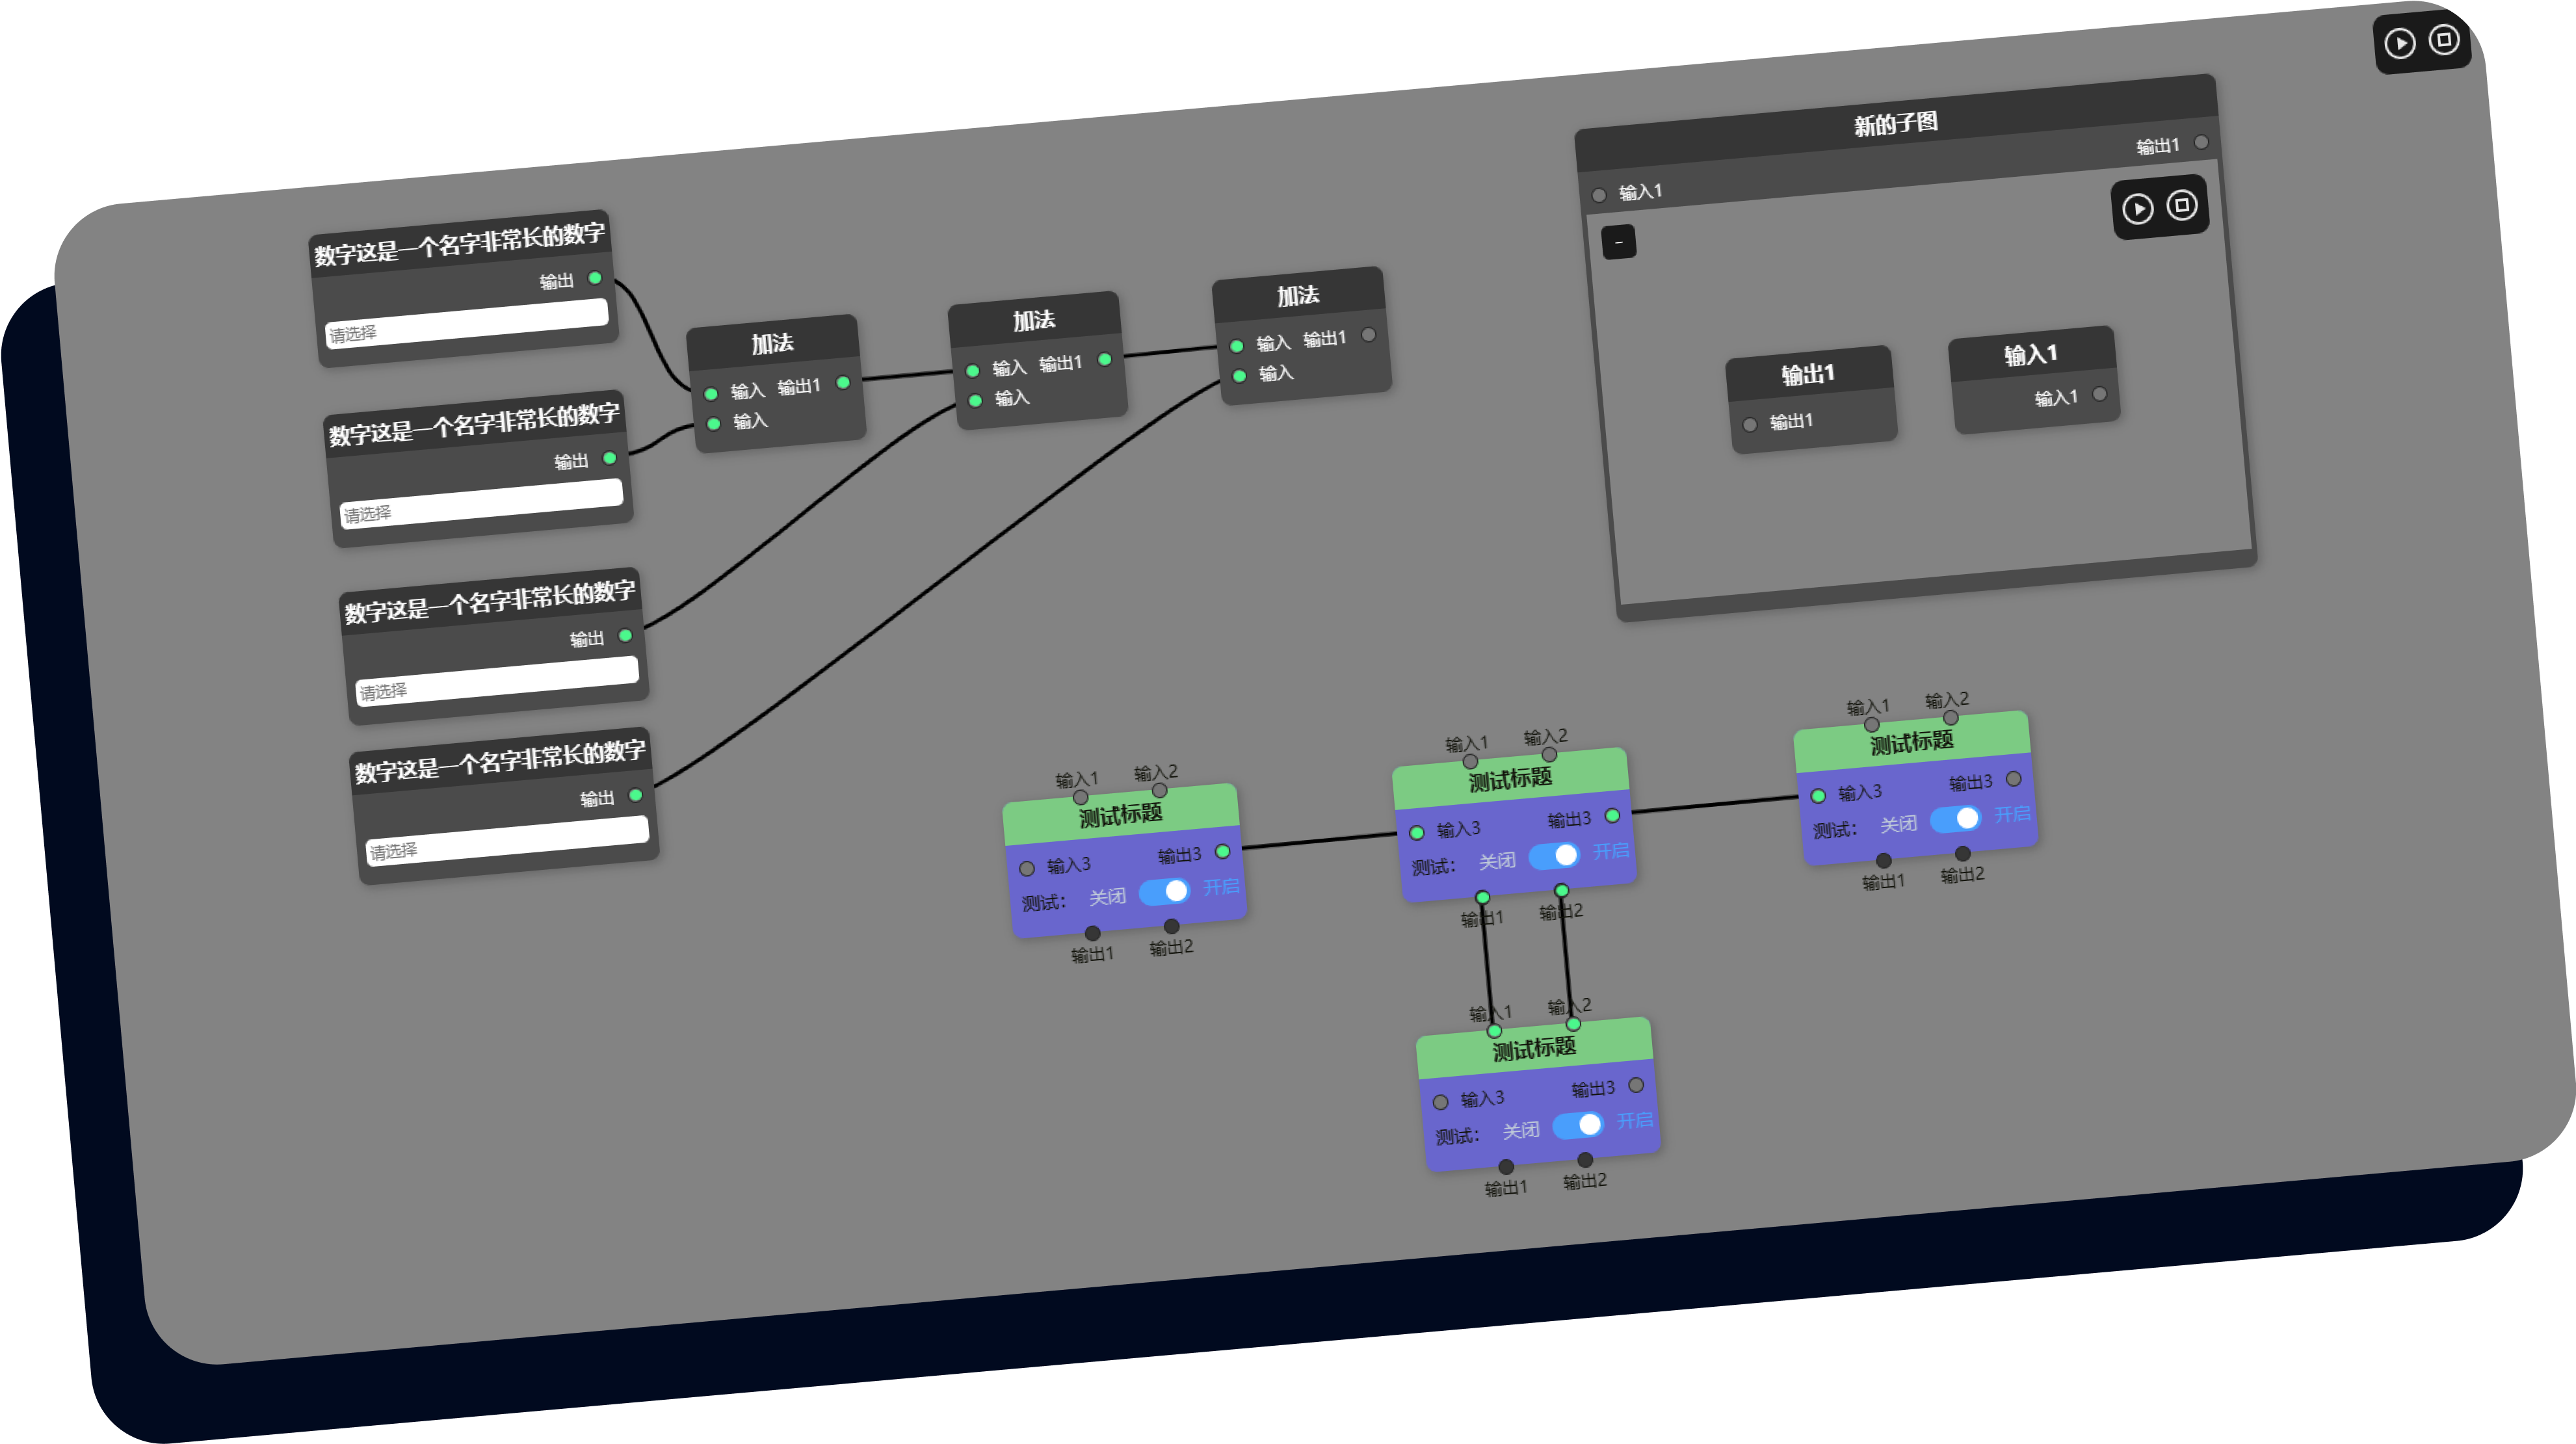 数字这是一个名字非常长的数字
输出
请选择
数字这是一个名字非常长的数字
输出
请选择
数字这是一个名字非常长的数字
输出
请选择
数字这是一个名字非常长的数字
输出
请选择
加法
输入 输出1
输入
加法
输入 输出1
输入
加法
输入 输出1
输入
新的子图
输出1
输入1
-
输出1
输出1
输入1
输入1
输入1 输入2
测试标题
输入3 输出3
测试： 关闭 开启
输出1 输出2
输入1 输入2
测试标题
输入3 输出3
测试： 关闭 开启
输出1 输出2
输入1 输入2
测试标题
输入3 输出3
测试： 关闭 开启
输出1 输出2
输入1 输入2
测试标题
输入3 输出3
测试： 关闭 开启
输出1 输出2